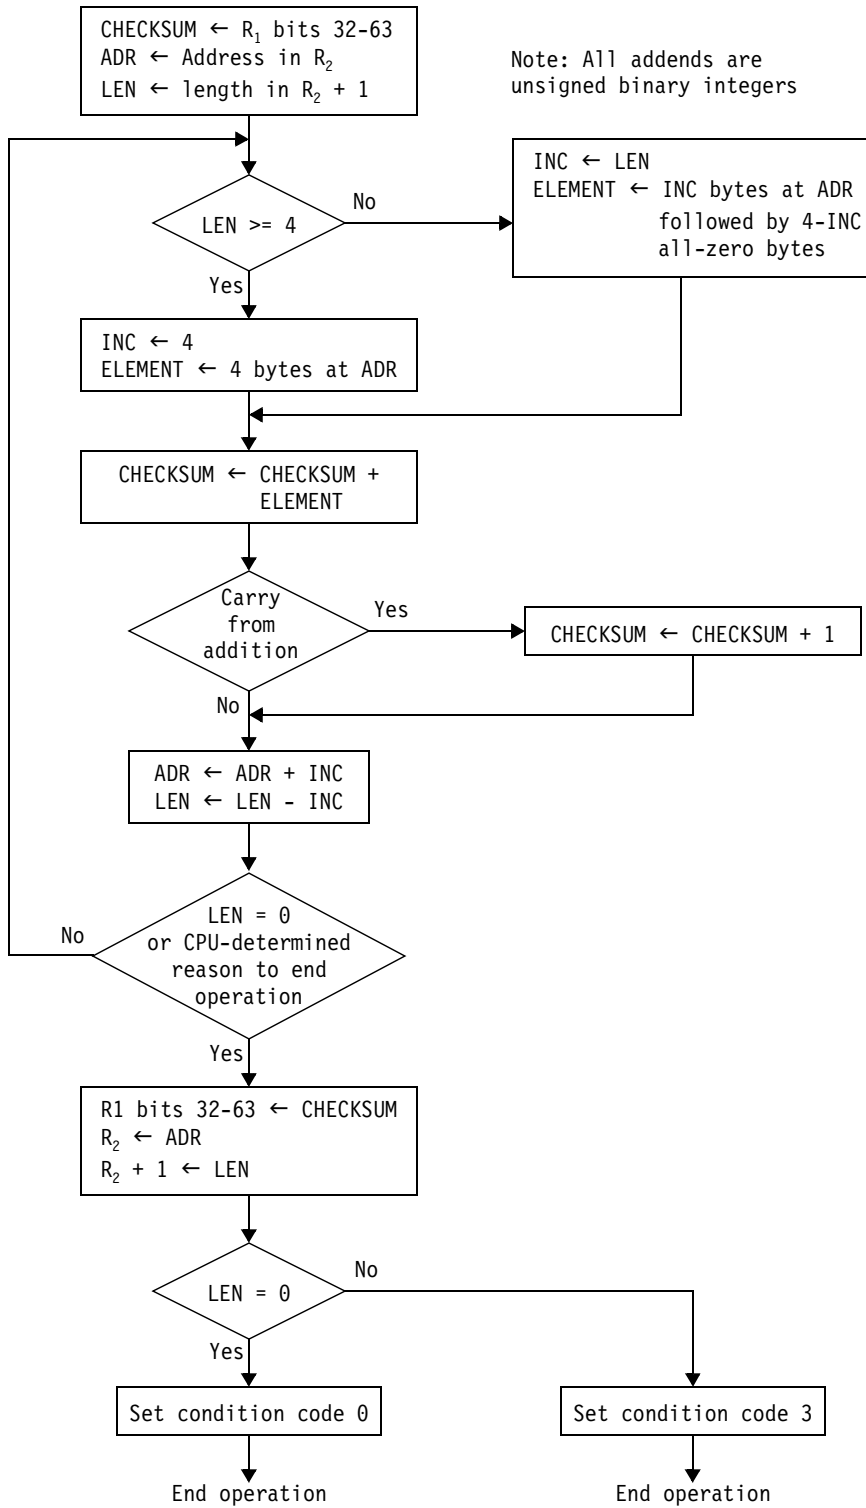 CHECKSUM ← R₁ bits 32-63
ADR ← Address in R₂
LEN ← length in R₂ + 1
Note: All addends are
unsigned binary integers
LEN >= 4
No
INC ← LEN
ELEMENT ← INC bytes at ADR
followed by 4-INC
all-zero bytes
Yes
INC ← 4
ELEMENT ← 4 bytes at ADR
CHECKSUM ← CHECKSUM +
ELEMENT
Carry
from
addition
Yes
CHECKSUM ← CHECKSUM + 1
No
ADR ← ADR + INC
LEN ← LEN - INC
LEN = 0
or CPU-determined
reason to end
operation
No
Yes
R1 bits 32-63 ← CHECKSUM
R₂ ← ADR
R₂ + 1 ← LEN
LEN = 0
No
Yes
Set condition code 0
Set condition code 3
End operation
End operation